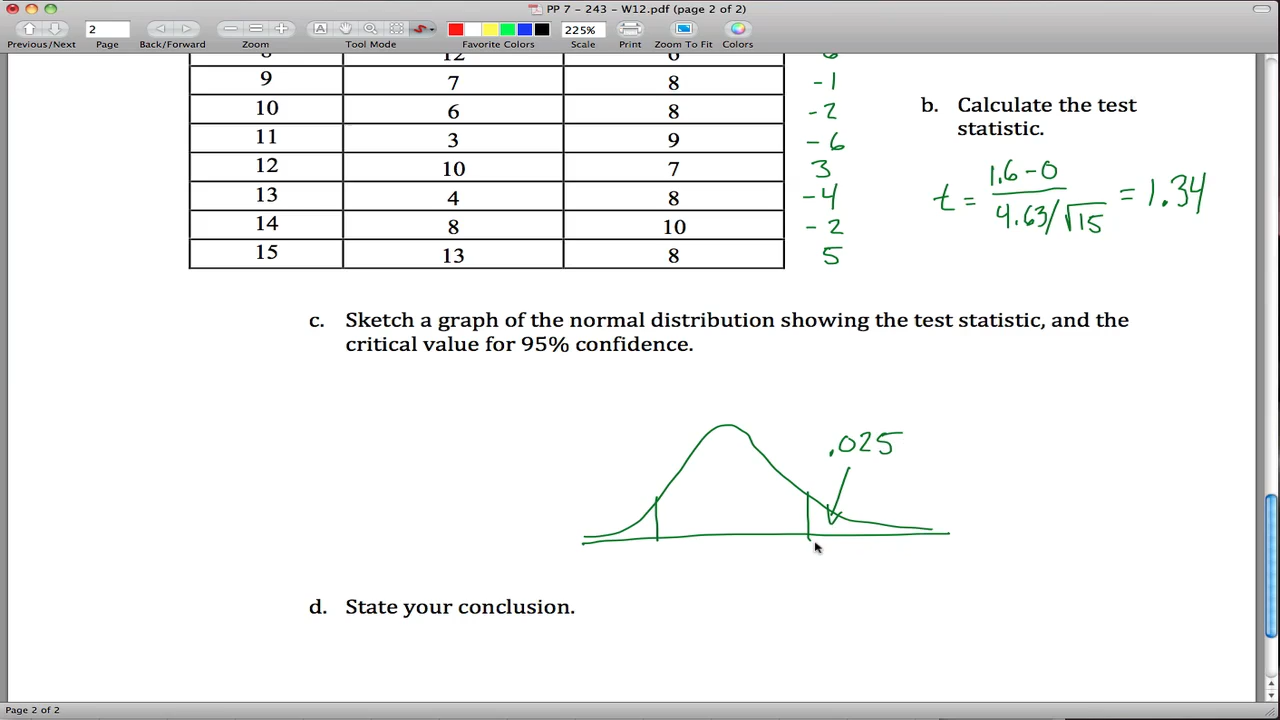 PP 7 - 243 - W12.pdf (page 2 of 2)
2
225%
Previous/Next Page Back/Forward Zoom Tool Mode Favorite Colors Scale Print Zoom To Fit Colors
8 12 6 6
9 7 8 -1
10 6 8 -2
11 3 9 -6
12 10 7 3
13 4 8 -4
14 8 10 -2
15 13 8 5
b. Calculate the test
statistic.
t = 1.6-0 / 4.63/√15 = 1.34
c. Sketch a graph of the normal distribution showing the test statistic, and the
critical value for 95% confidence.
.025
d. State your conclusion.
Page 2 of 2